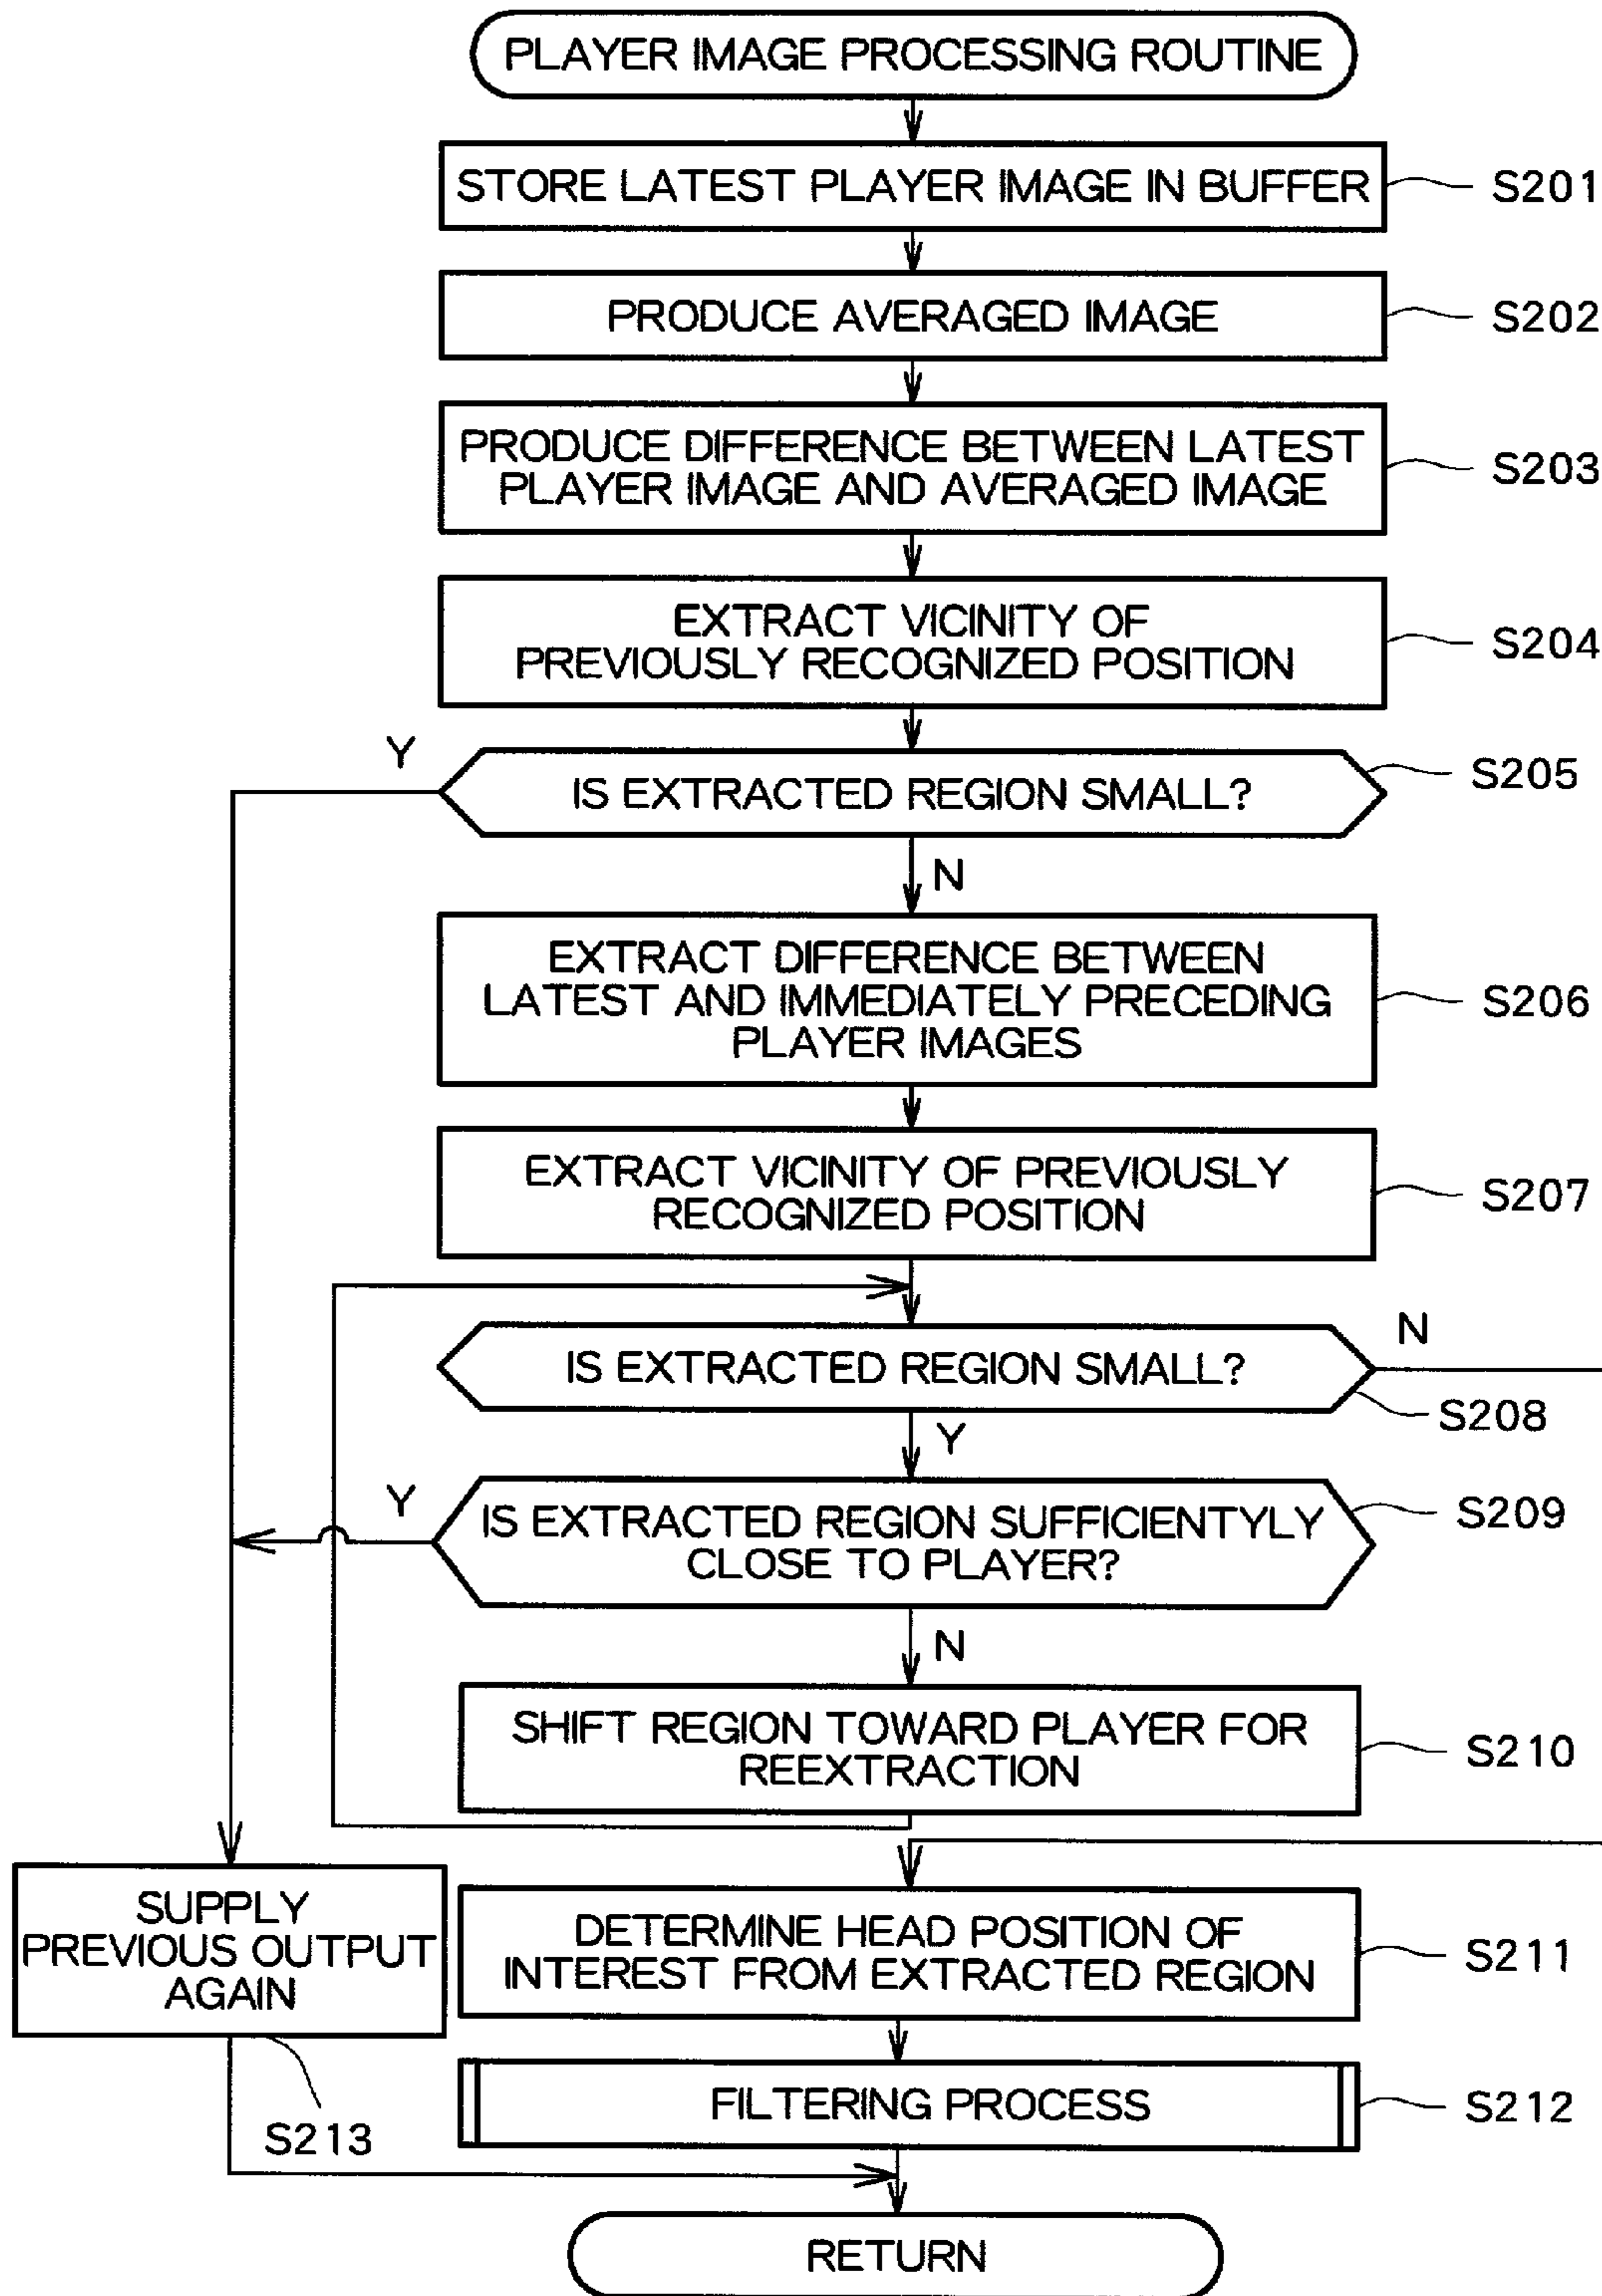 PLAYER IMAGE PROCESSING ROUTINE
STORE LATEST PLAYER IMAGE IN BUFFER
S201
PRODUCE AVERAGED IMAGE
S202
PRODUCE DIFFERENCE BETWEEN LATEST
PLAYER IMAGE AND AVERAGED IMAGE
S203
EXTRACT VICINITY OF
PREVIOUSLY RECOGNIZED POSITION
S204
Y
IS EXTRACTED REGION SMALL?
S205
N
EXTRACT DIFFERENCE BETWEEN
LATEST AND IMMEDIATELY PRECEDING
PLAYER IMAGES
S206
EXTRACT VICINITY OF PREVIOUSLY
RECOGNIZED POSITION
S207
IS EXTRACTED REGION SMALL?
N
S208
Y
Y
IS EXTRACTED REGION SUFFICIENTYLY
CLOSE TO PLAYER?
S209
N
SHIFT REGION TOWARD PLAYER FOR
REEXTRACTION
S210
SUPPLY
PREVIOUS OUTPUT
AGAIN
S213
DETERMINE HEAD POSITION OF
INTEREST FROM EXTRACTED REGION
S211
FILTERING PROCESS
S212
RETURN